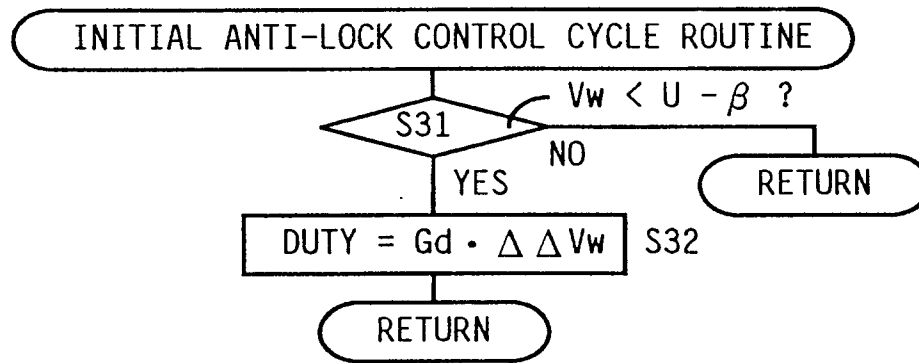 INITIAL ANTI-LOCK CONTROL CYCLE ROUTINE
Vw < U - β ?
S31
NO
YES
RETURN
DUTY = Gd · Δ Δ Vw
S32
RETURN